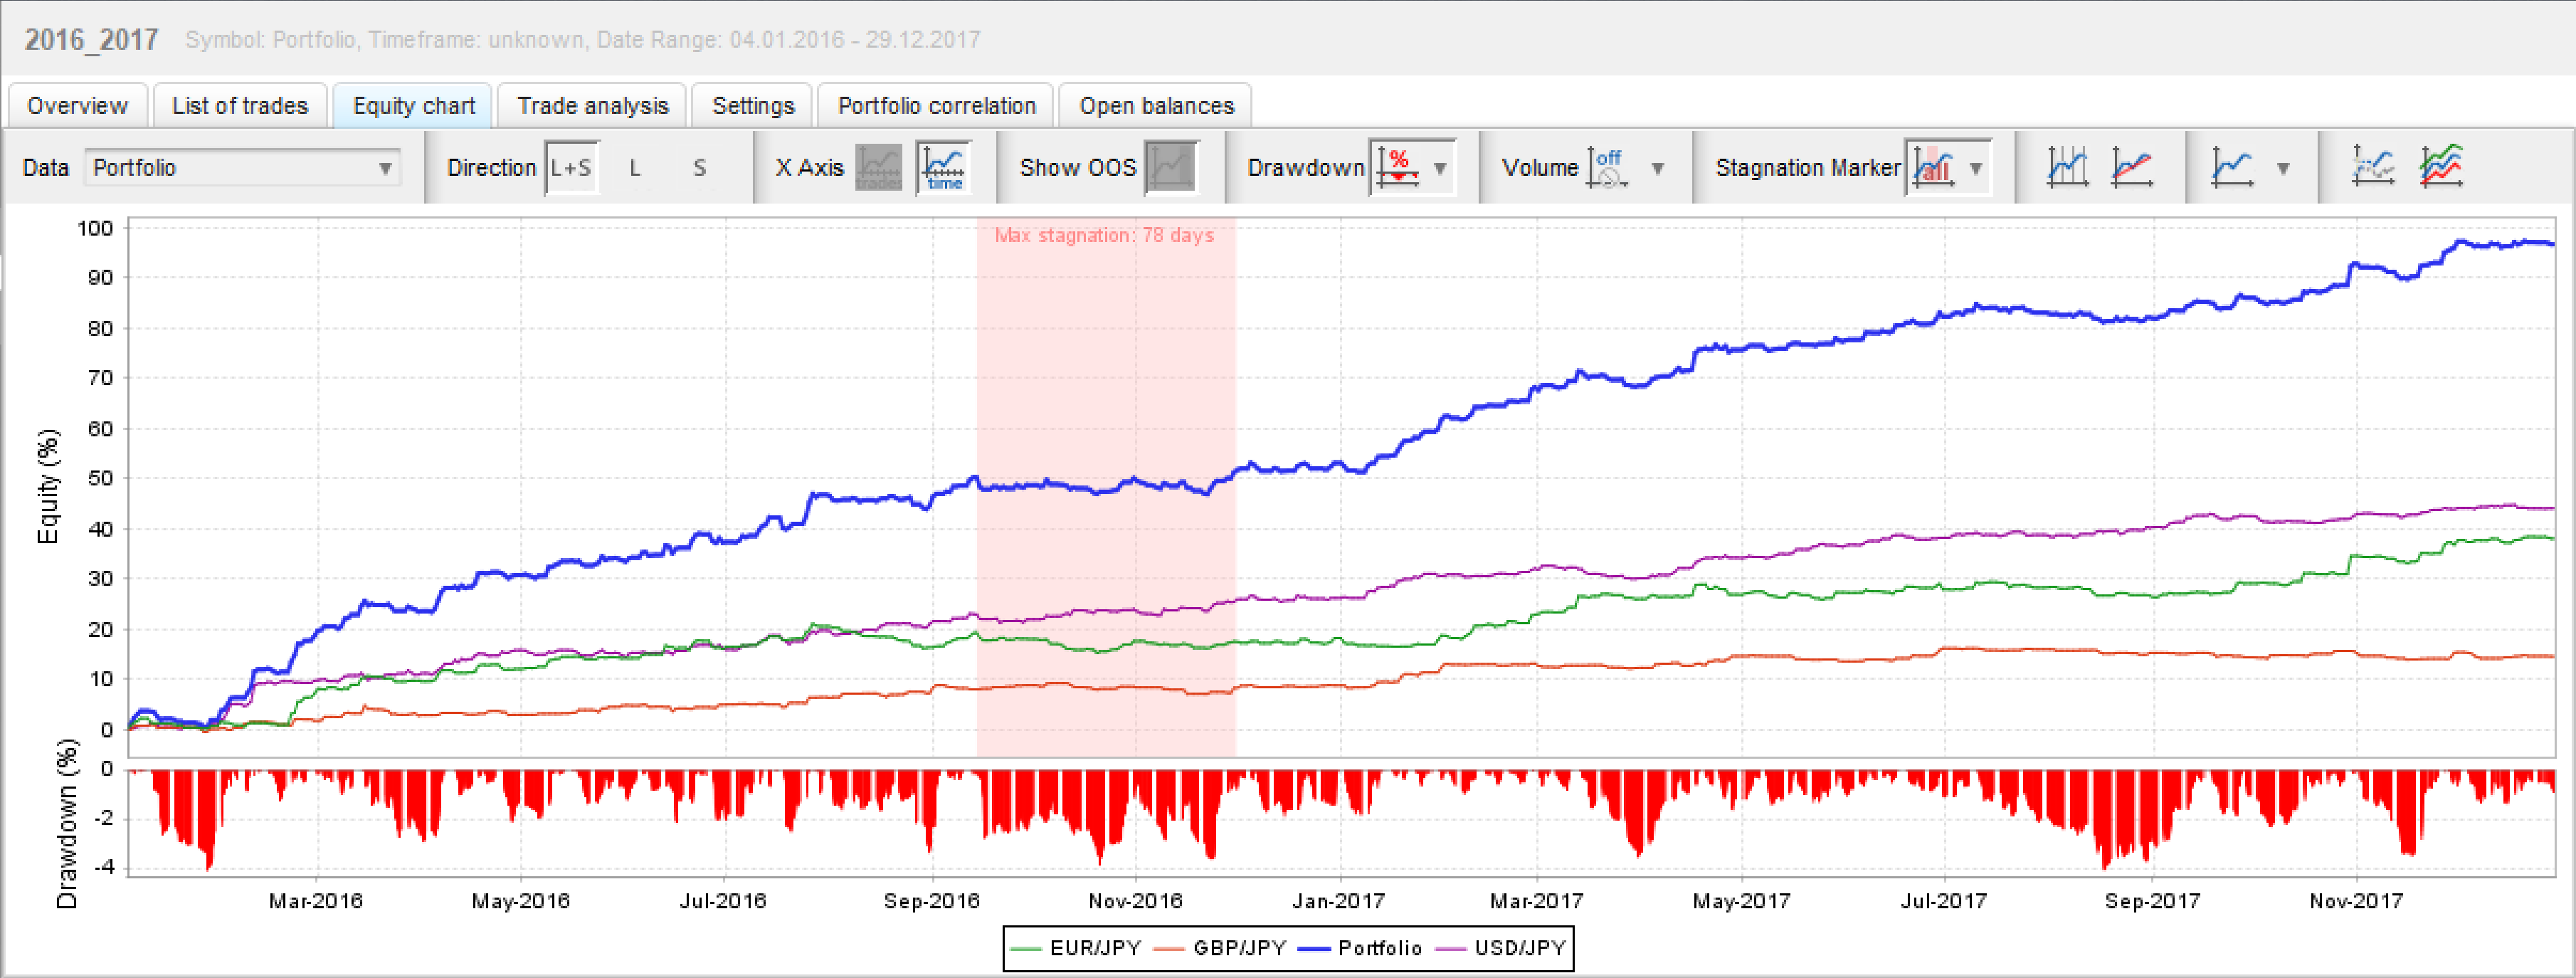 2016_2017 Symbol: Portfolio, Timeframe: unknown, Date Range: 04.01.2016 - 29.12.2017
Overview List of trades Equity chart Trade analysis Settings Portfolio correlation Open balances
Data Portfolio Direction L+S L S X Axis trades time Show OOS Drawdown % Volume off Stagnation Marker all
Max stagnation: 78 days
Equity (%)
100
90
80
70
60
50
40
30
20
10
0
Drawdown (%)
0
-2
-4
Mar-2016 May-2016 Jul-2016 Sep-2016 Nov-2016 Jan-2017 Mar-2017 May-2017 Jul-2017 Sep-2017 Nov-2017
EUR/JPY GBP/JPY Portfolio USD/JPY